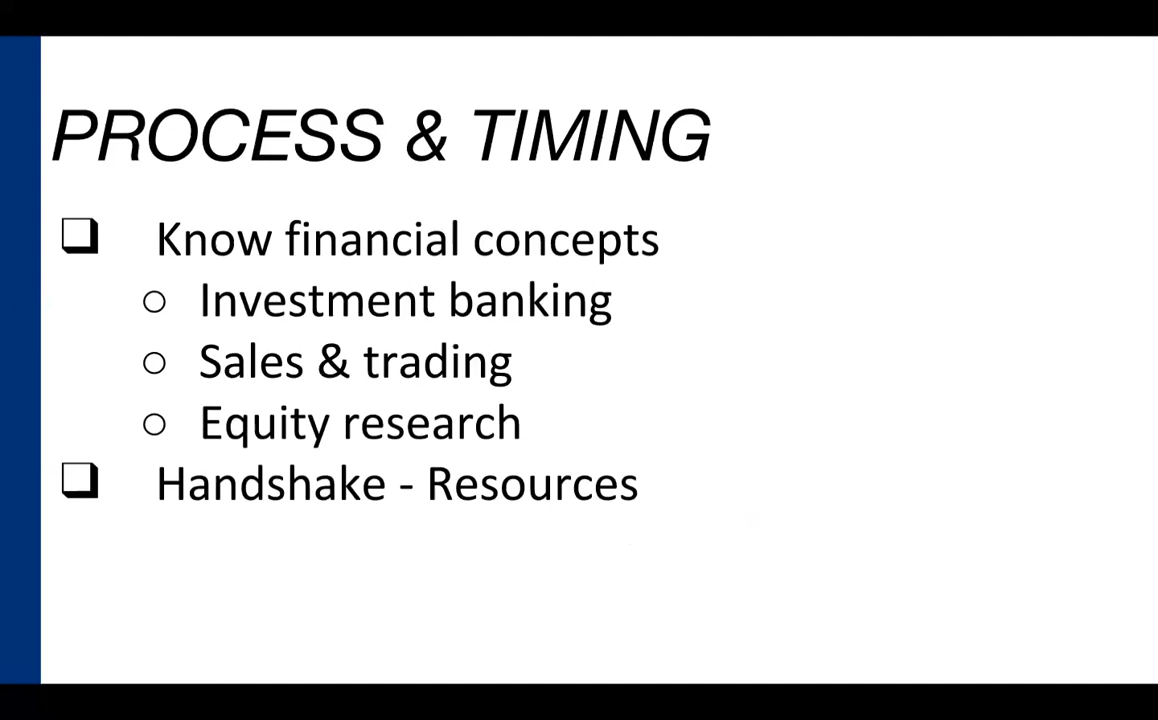 PROCESS & TIMING
❑ Know financial concepts
○ Investment banking
○ Sales & trading
○ Equity research
❑ Handshake - Resources